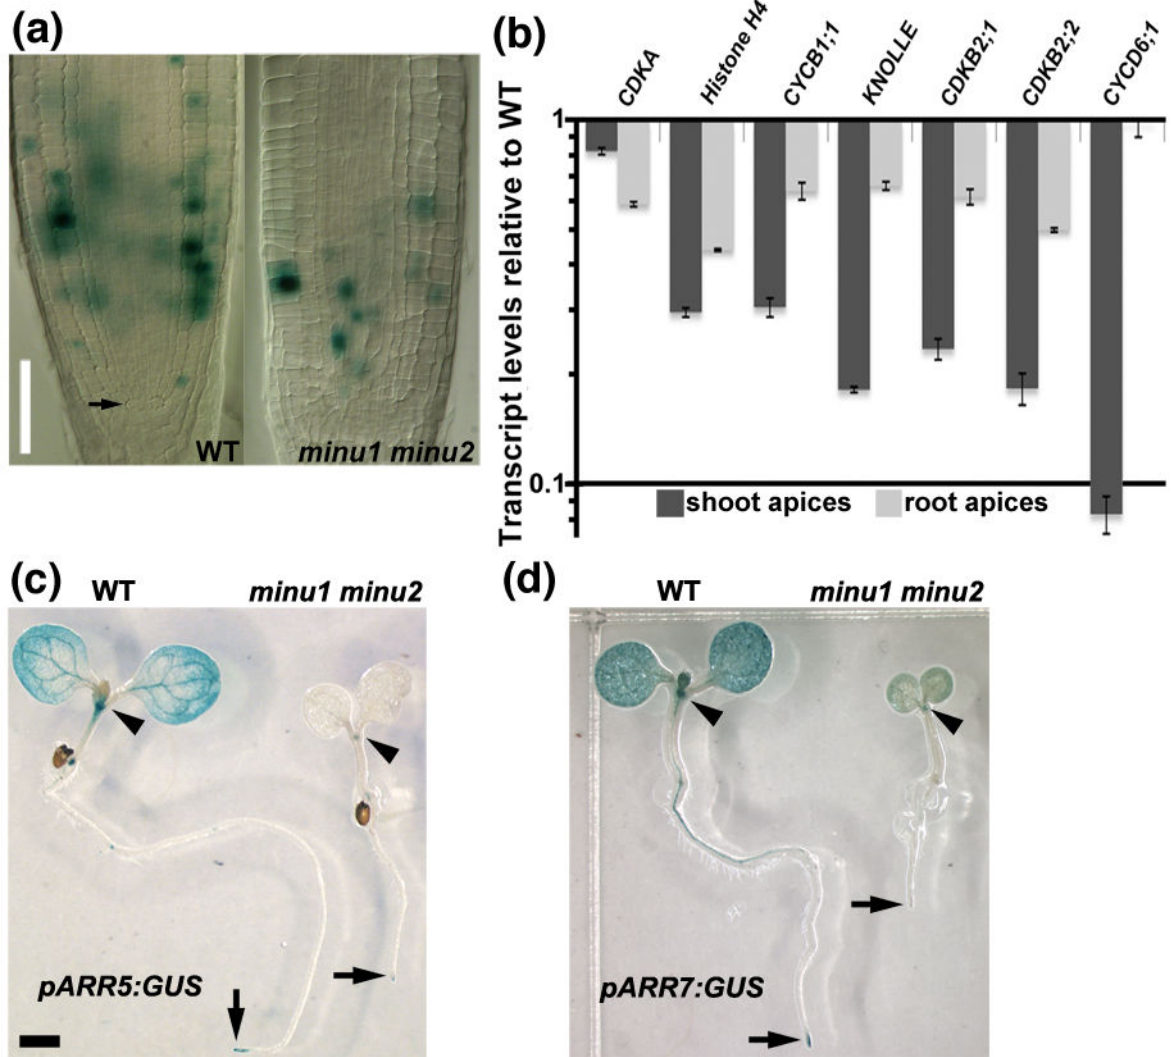 (a)
WT
minu1 minu2
(b)
CDKA
Histone H4
CYCB1;1
KNOLLE
CDKB2;1
CDKB2;2
CYCD6;1
Transcript levels relative to WT
1
0.1
shoot apices
root apices
(c)
WT
minu1 minu2
pARR5:GUS
(d)
WT
minu1 minu2
pARR7:GUS